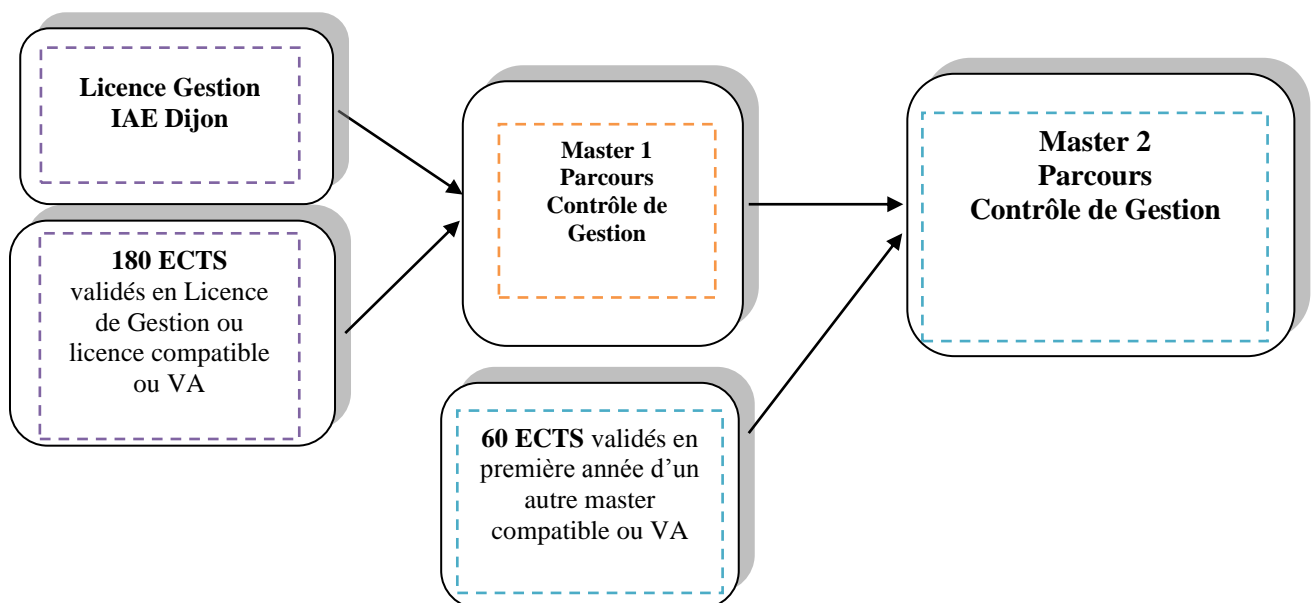 Licence Gestion
IAE Dijon
180 ECTS
validés en Licence
de Gestion ou
licence compatible
ou VA
Master 1
Parcours
Contrôle de
Gestion
60 ECTS validés en
première année d’un
autre master
compatible ou VA
Master 2
Parcours
Contrôle de Gestion